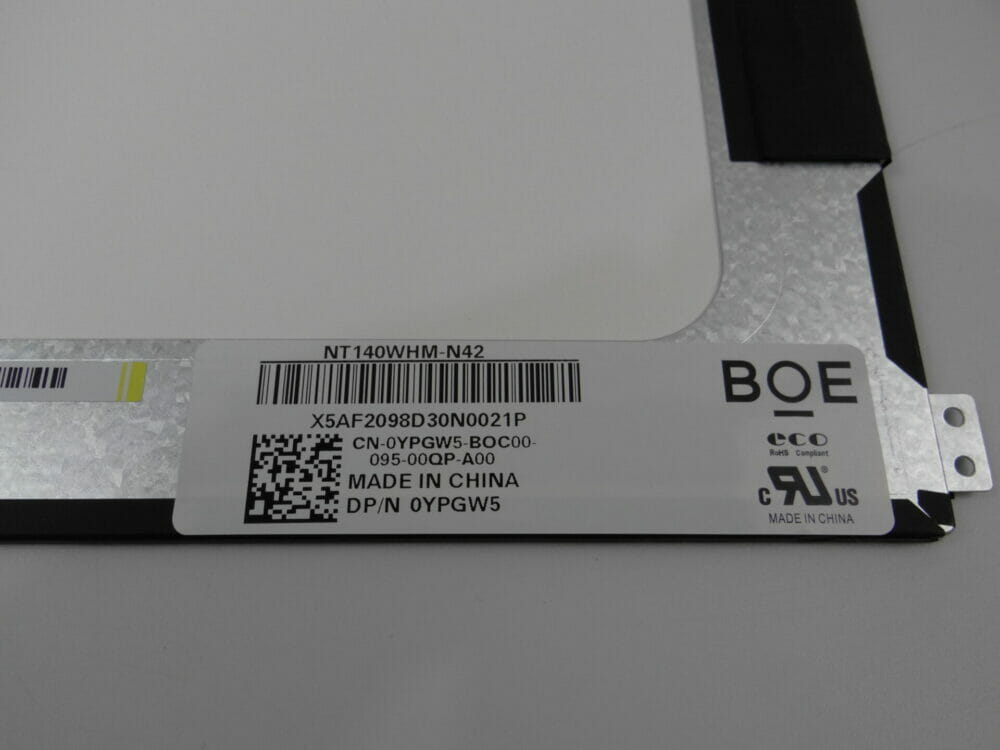 NT140WHM-N42
X5AF2098D30N0021P
CN-0YPGW5-BOC00-
095-00QP-A00
MADE IN CHINA
DP/N 0YPGW5
BOE
eco
RoHS Compliant
c RU® US
MADE IN CHINA